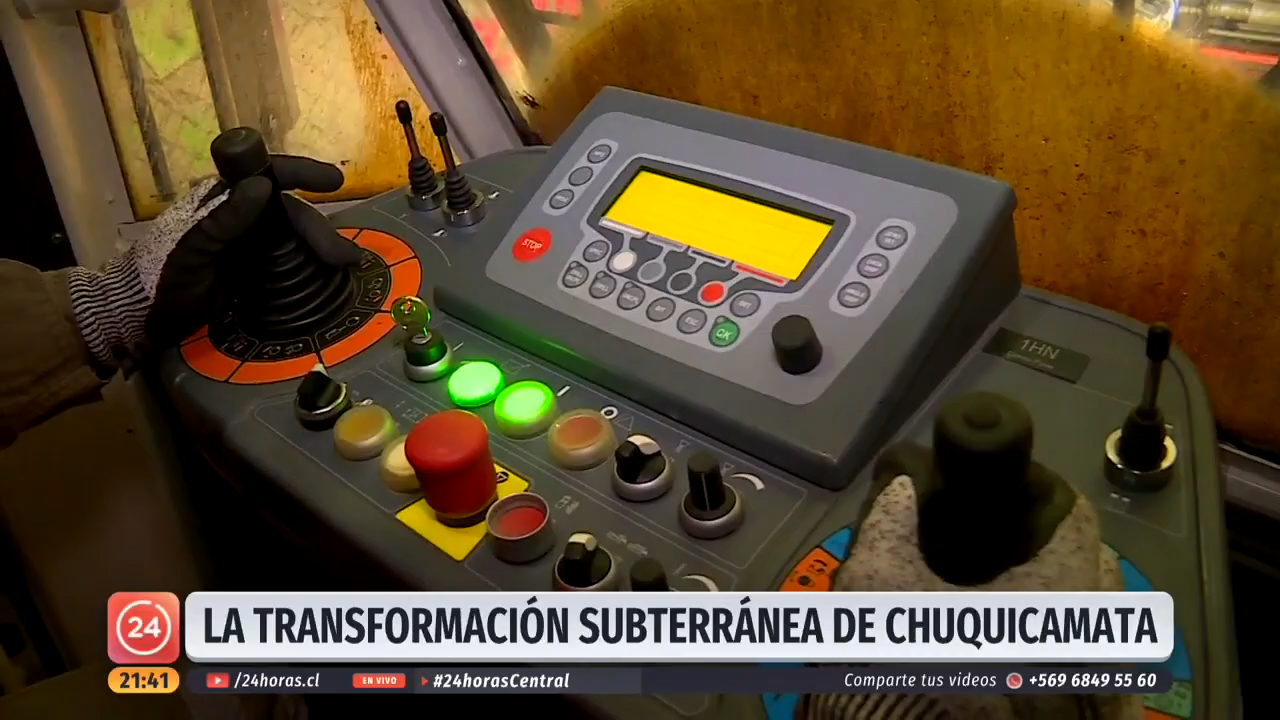 STOP
OK
1HN
24
LA TRANSFORMACIÓN SUBTERRÁNEA DE CHUQUICAMATA
21:41
/24horas.cl
EN VIVO
#24horasCentral
Comparte tus videos
+569 6849 55 60